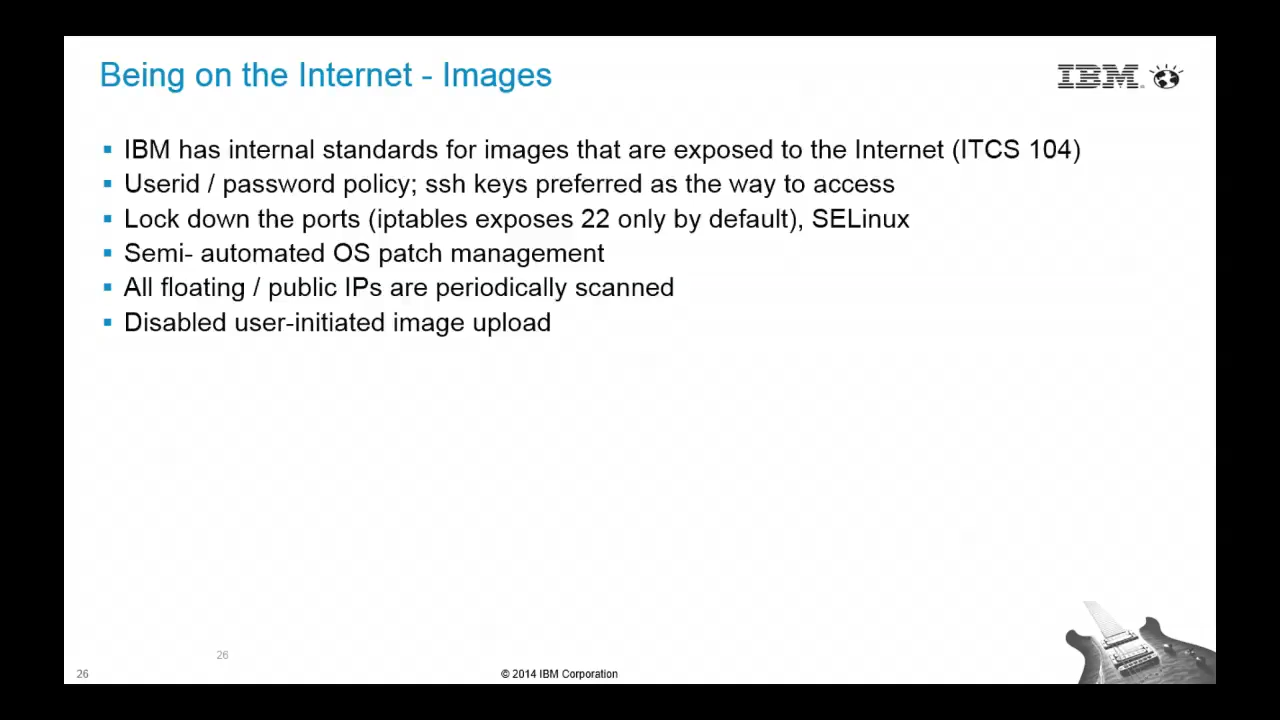 Being on the Internet - Images
IBM
IBM has internal standards for images that are exposed to the Internet (ITCS 104)
Userid / password policy; ssh keys preferred as the way to access
Lock down the ports (iptables exposes 22 only by default), SELinux
Semi- automated OS patch management
All floating / public IPs are periodically scanned
Disabled user-initiated image upload
26
26
© 2014 IBM Corporation